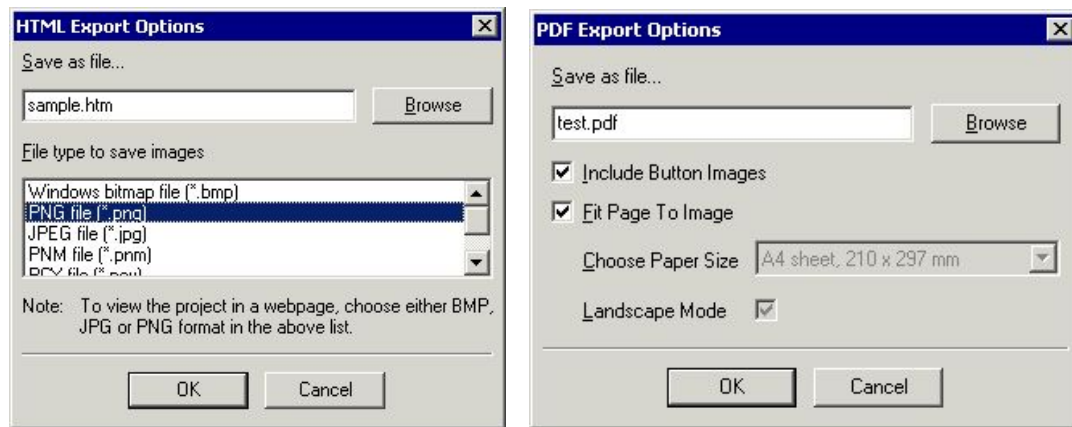 HTML Export Options
Save as file...
sample.htm
Browse
File type to save images
Windows bitmap file (*.bmp)
PNG file (*.png)
JPEG file (*.jpg)
PNM file (*.pnm)
Note: To view the project in a webpage, choose either BMP,
JPG or PNG format in the above list.
OK Cancel
PDF Export Options
Save as file...
test.pdf
Browse
Include Button Images
Fit Page To Image
Choose Paper Size A4 sheet, 210 x 297 mm
Landscape Mode
OK Cancel